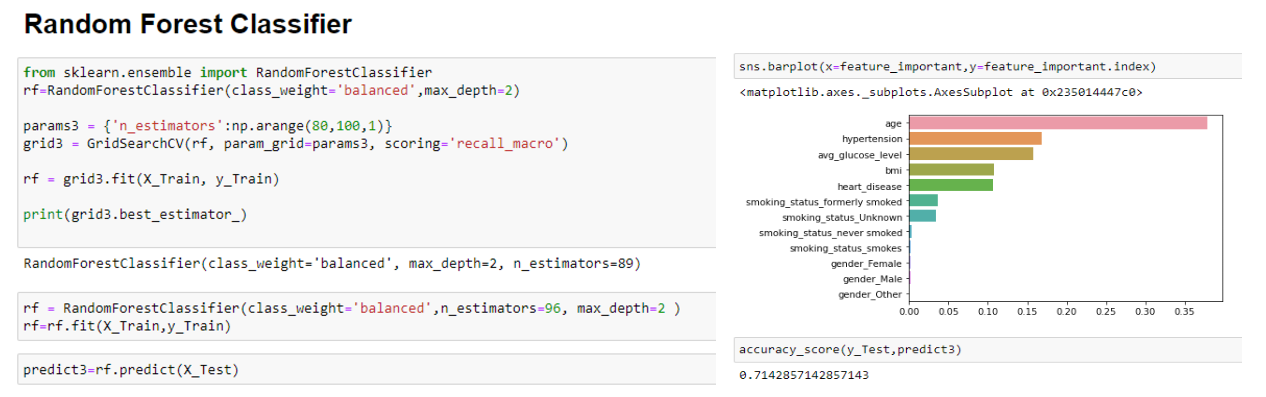 Random Forest Classifier
from sklearn.ensemble import RandomForestClassifier
rf=RandomForestClassifier(class_weight='balanced',max_depth=2)
params3 = {'n_estimators':np.arange(80,100,1)}
grid3 = GridSearchCV(rf, param_grid=params3, scoring='recall_macro')
rf = grid3.fit(X_Train, y_Train)
print(grid3.best_estimator_)
RandomForestClassifier(class_weight='balanced', max_depth=2, n_estimators=89)
rf = RandomForestClassifier(class_weight='balanced',n_estimators=96, max_depth=2 )
rf=rf.fit(X_Train,y_Train)
predict3=rf.predict(X_Test)
sns.barplot(x=feature_important,y=feature_important.index)
<matplotlib.axes._subplots.AxesSubplot at 0x235014447c0>
age
hypertension
avg_glucose_level
bmi
heart_disease
smoking_status_formerly smoked
smoking_status_Unknown
smoking_status_never smoked
smoking_status_smokes
gender_Female
gender_Male
gender_Other
0.00 0.05 0.10 0.15 0.20 0.25 0.30 0.35
accuracy_score(y_Test,predict3)
0.7142857142857143